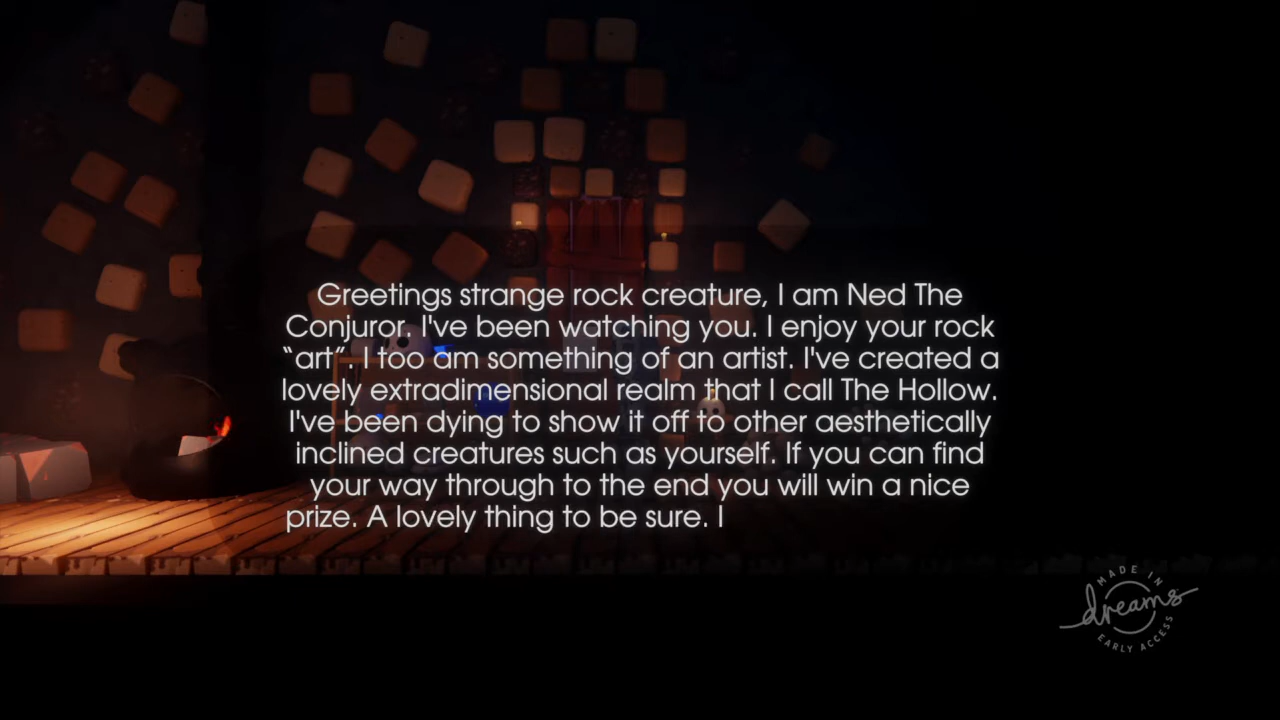 Greetings strange rock creature, I am Ned The
Conjuror. I've been watching you. I enjoy your rock
“art”. I too am something of an artist. I've created a
lovely extradimensional realm that I call The Hollow.
I've been dying to show it off to other aesthetically
inclined creatures such as yourself. If you can find
your way through to the end you will win a nice
prize. A lovely thing to be sure. I
MADE IN
dreams
EARLY ACCESS